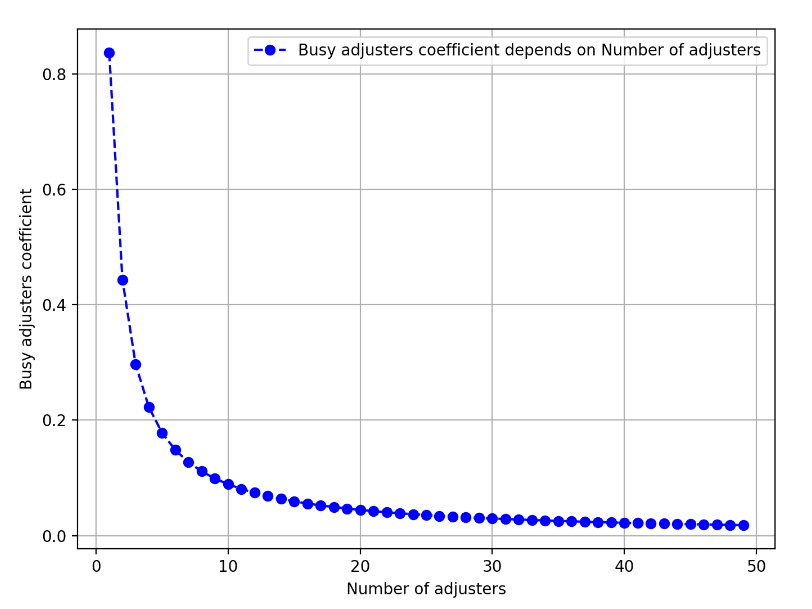 Busy adjusters coefficient depends on Number of adjusters
Busy adjusters coefficient
0.8
0.6
0.4
0.2
0.0
0 10 20 30 40 50
Number of adjusters